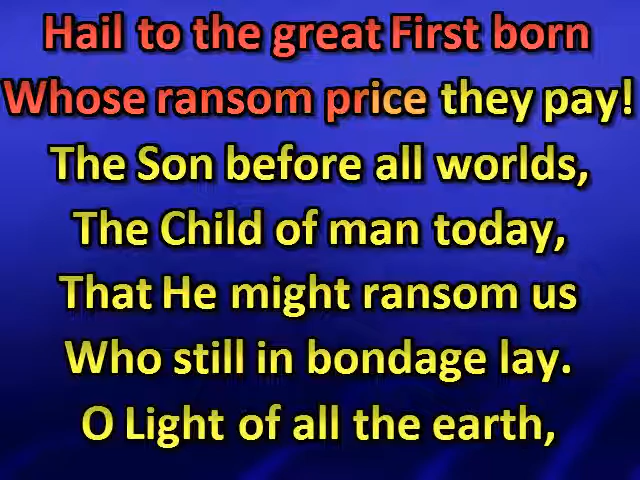 Hail to the great First born
Whose ransom price they pay!
The Son before all worlds,
The Child of man today,
That He might ransom us
Who still in bondage lay.
O Light of all the earth,